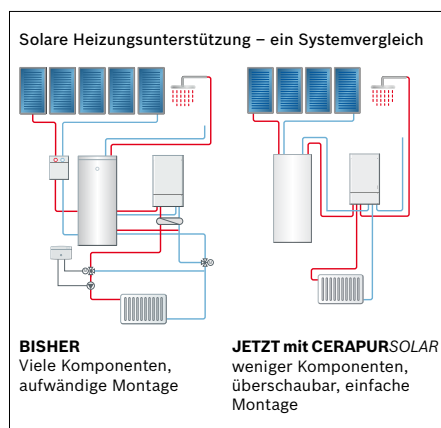 Solare Heizungsunterstützung – ein Systemvergleich
BISHER
Viele Komponenten,
aufwändige Montage
JETZT mit CERAPURSOLAR
weniger Komponenten,
überschaubar, einfache
Montage